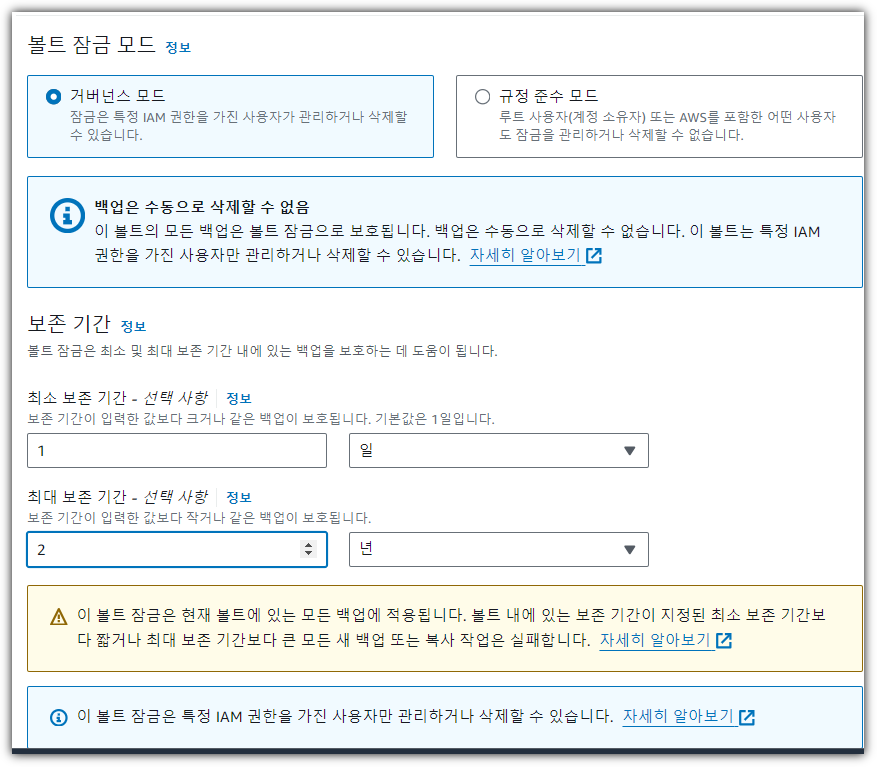 볼트 잠금 모드 정보
거버넌스 모드
잠금은 특정 IAM 권한을 가진 사용자가 관리하거나 삭제할
수 있습니다.
규정 준수 모드
루트 사용자(계정 소유자) 또는 AWS를 포함한 어떤 사용자
도 잠금을 관리하거나 삭제할 수 없습니다.
백업은 수동으로 삭제할 수 없음
이 볼트의 모든 백업은 볼트 잠금으로 보호됩니다. 백업은 수동으로 삭제할 수 없습니다. 이 볼트는 특정 IAM
권한을 가진 사용자만 관리하거나 삭제할 수 있습니다. 자세히 알아보기
보존 기간 정보
볼트 잠금은 최소 및 최대 보존 기간 내에 있는 백업을 보호하는 데 도움이 됩니다.
최소 보존 기간 - 선택 사항 정보
보존 기간이 입력한 값보다 크거나 같은 백업이 보호됩니다. 기본값은 1일입니다.
1 일
최대 보존 기간 - 선택 사항 정보
보존 기간이 입력한 값보다 작거나 같은 백업이 보호됩니다.
2 년
이 볼트 잠금은 현재 볼트에 있는 모든 백업에 적용됩니다. 볼트 내에 있는 보존 기간이 지정된 최소 보존 기간보
다 짧거나 최대 보존 기간보다 큰 모든 새 백업 또는 복사 작업은 실패합니다. 자세히 알아보기
이 볼트 잠금은 특정 IAM 권한을 가진 사용자만 관리하거나 삭제할 수 있습니다. 자세히 알아보기